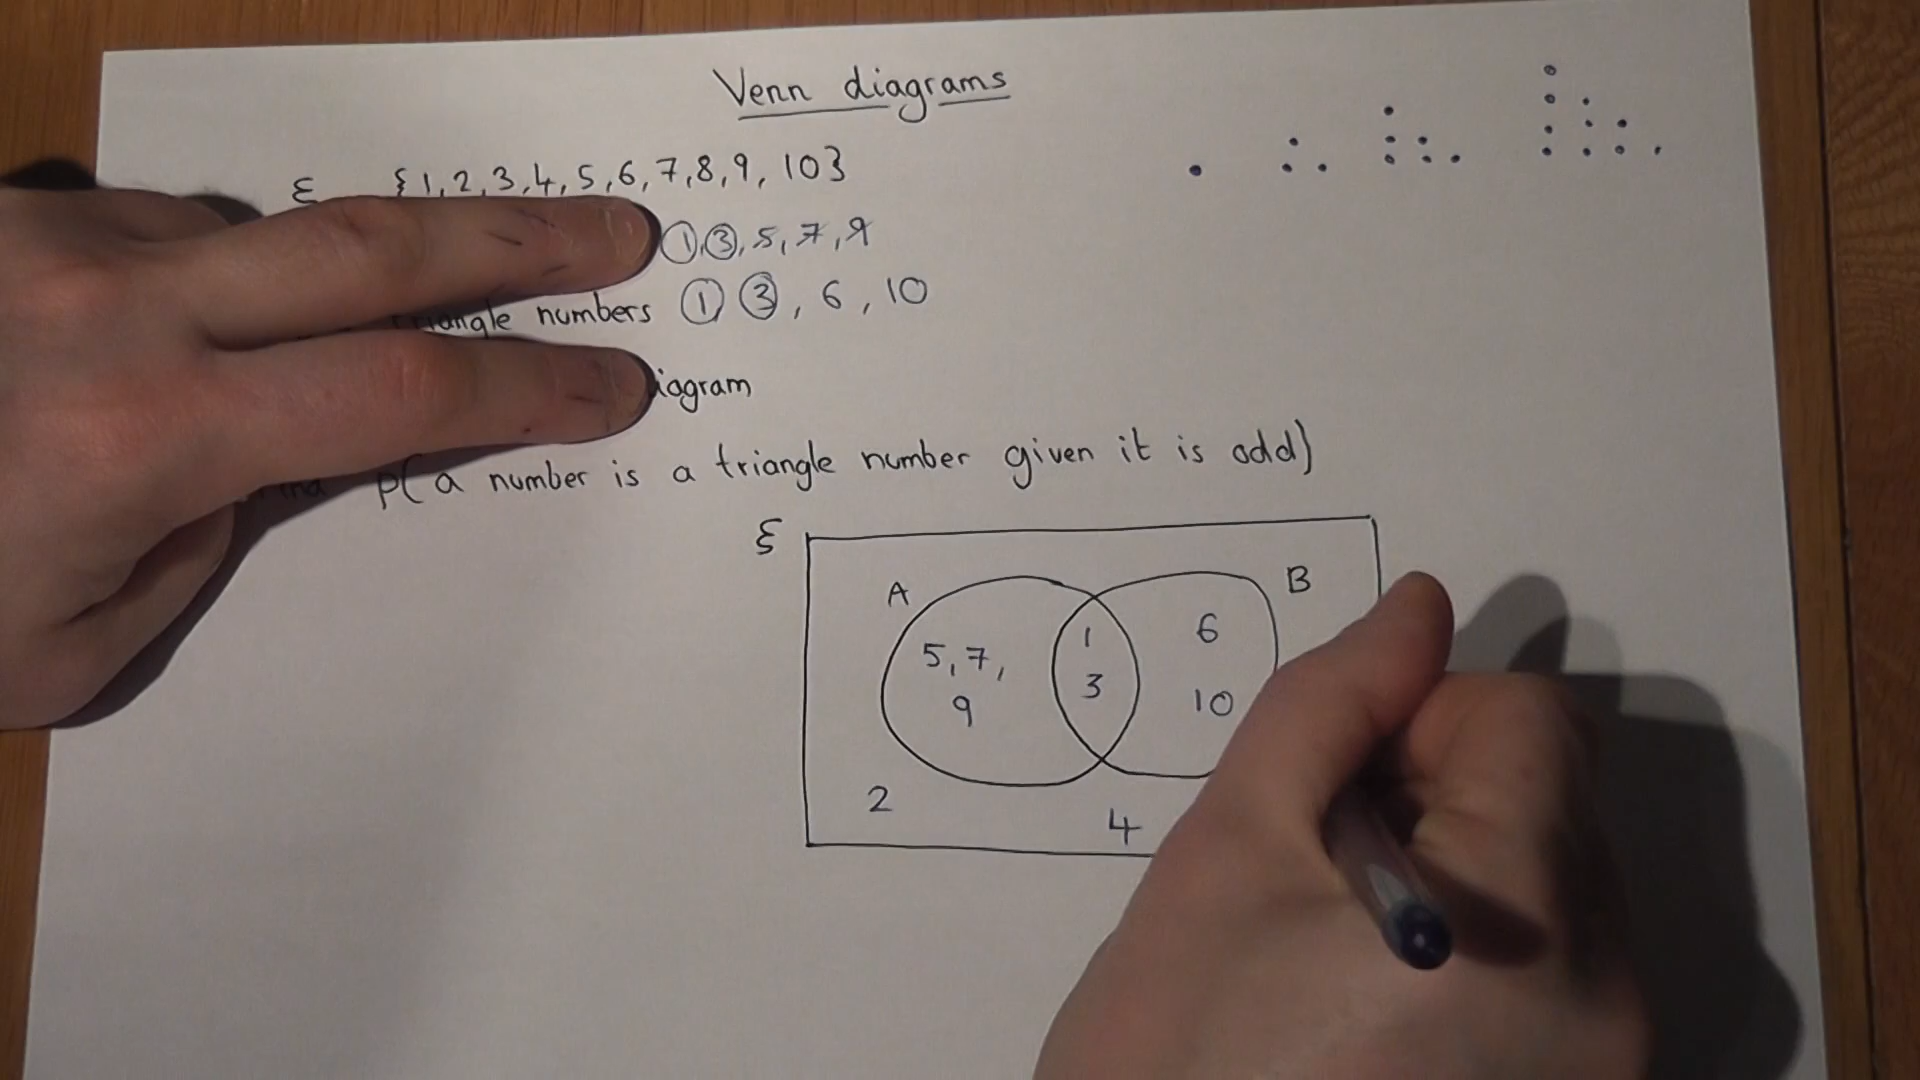 Venn diagrams
ξ {1,2,3,4,5,6,7,8,9, 10}
1,3,5,7,9
triangle numbers 1 3, 6, 10
diagram
P(a number is a triangle number given it is odd)
ξ
A B
5,7, 1 6
9 3 10
2 4